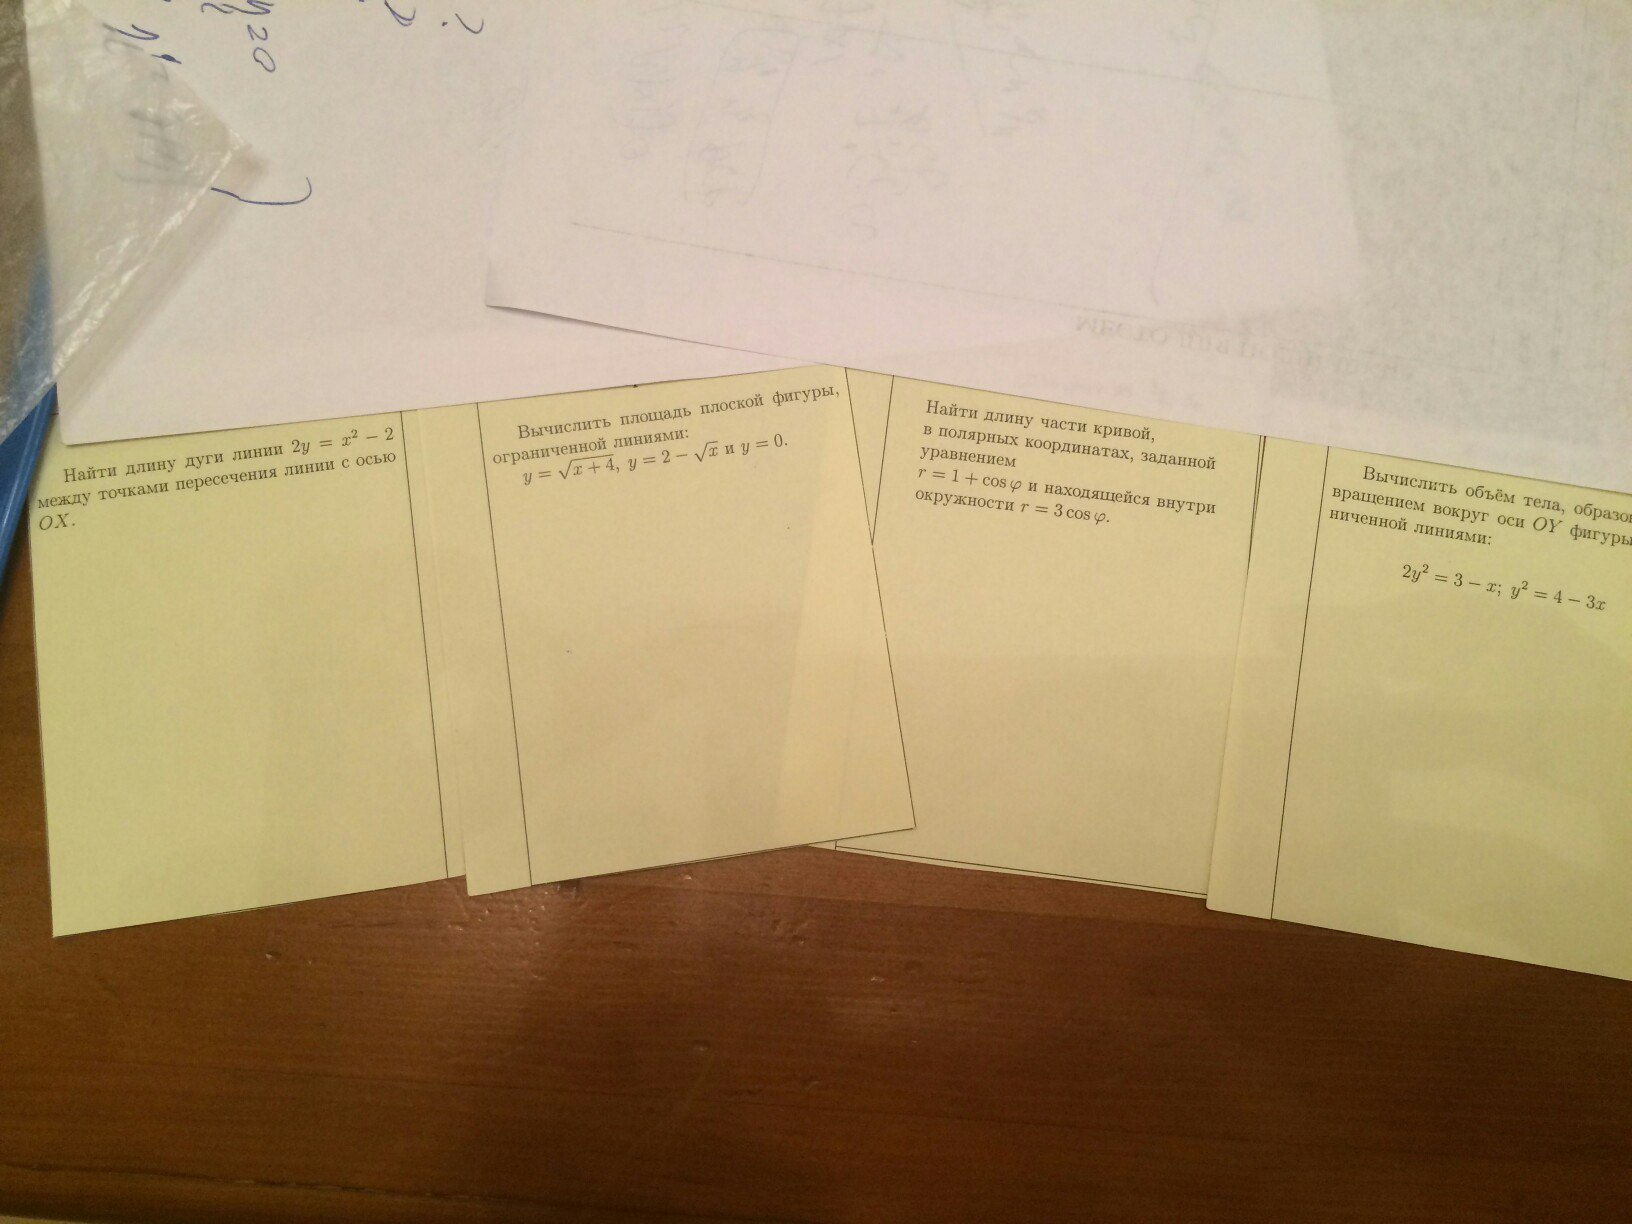 Найти длину дуги линии 2y = x² − 2
между точками пересечения линии с осью
OX.
Вычислить площадь плоской фигуры,
ограниченной линиями:
y = √(x + 4), y = 2 − √x и y = 0.
Найти длину части кривой,
в полярных координатах, заданной
уравнением
r = 1 + cos φ и находящейся внутри
окружности r = 3 cos φ.
Вычислить объём тела, образов
вращением вокруг оси OY фигуры
ниченной линиями:
2y² = 3 − x; y² = 4 − 3x